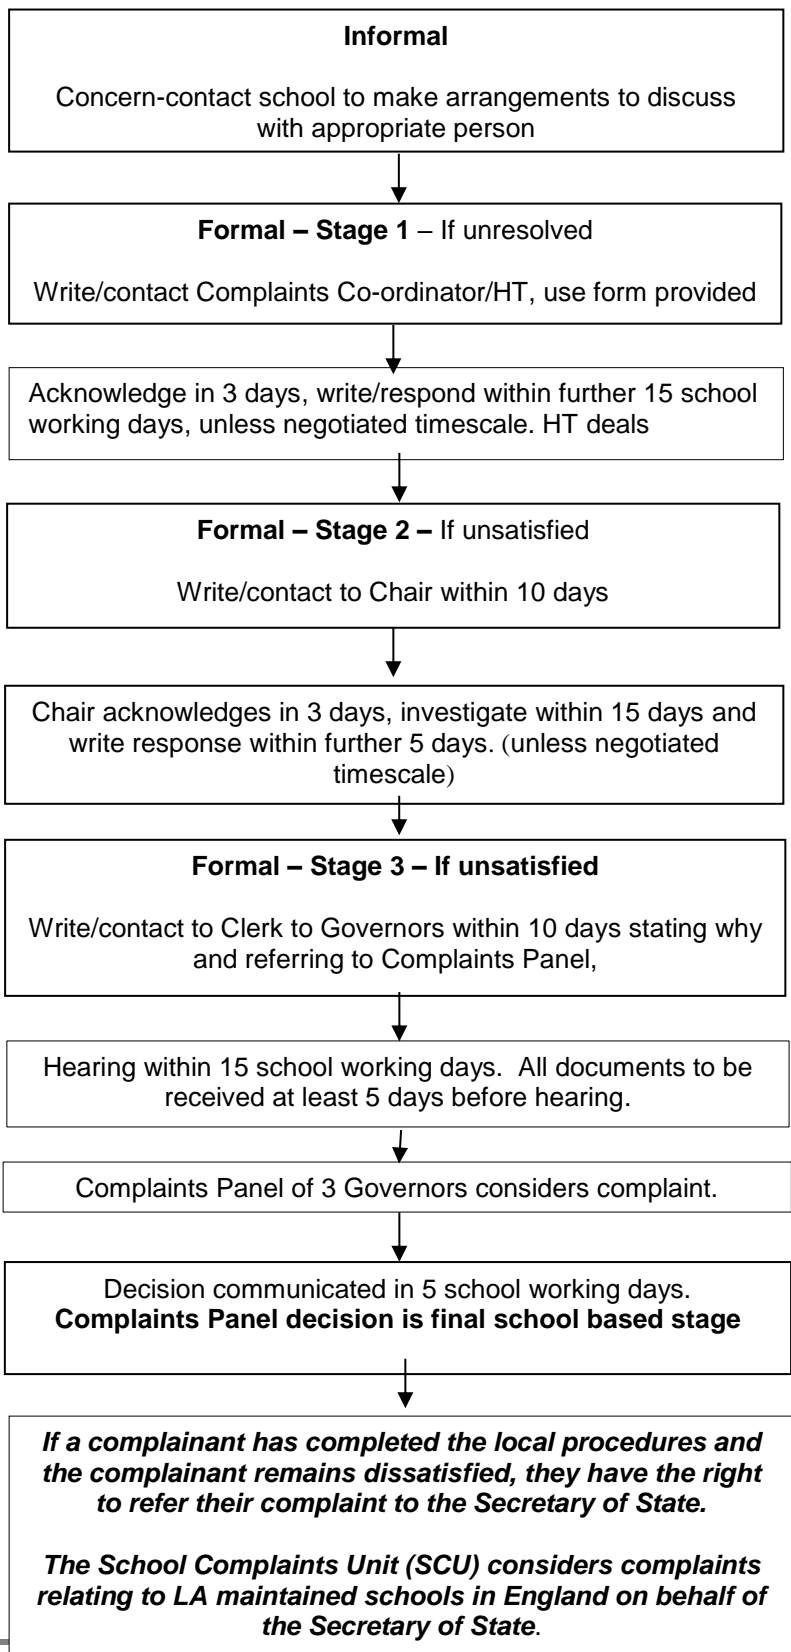 Informal
Concern-contact school to make arrangements to discuss
with appropriate person
Formal – Stage 1 – If unresolved
Write/contact Complaints Co-ordinator/HT, use form provided
Acknowledge in 3 days, write/respond within further 15 school
working days, unless negotiated timescale. HT deals
Formal – Stage 2 – If unsatisfied
Write/contact to Chair within 10 days
Chair acknowledges in 3 days, investigate within 15 days and
write response within further 5 days. (unless negotiated
timescale)
Formal – Stage 3 – If unsatisfied
Write/contact to Clerk to Governors within 10 days stating why
and referring to Complaints Panel,
Hearing within 15 school working days.  All documents to be
received at least 5 days before hearing.
Complaints Panel of 3 Governors considers complaint.
Decision communicated in 5 school working days.
Complaints Panel decision is final school based stage
If a complainant has completed the local procedures and
the complainant remains dissatisfied, they have the right
to refer their complaint to the Secretary of State.
The School Complaints Unit (SCU) considers complaints
relating to LA maintained schools in England on behalf of
the Secretary of State.